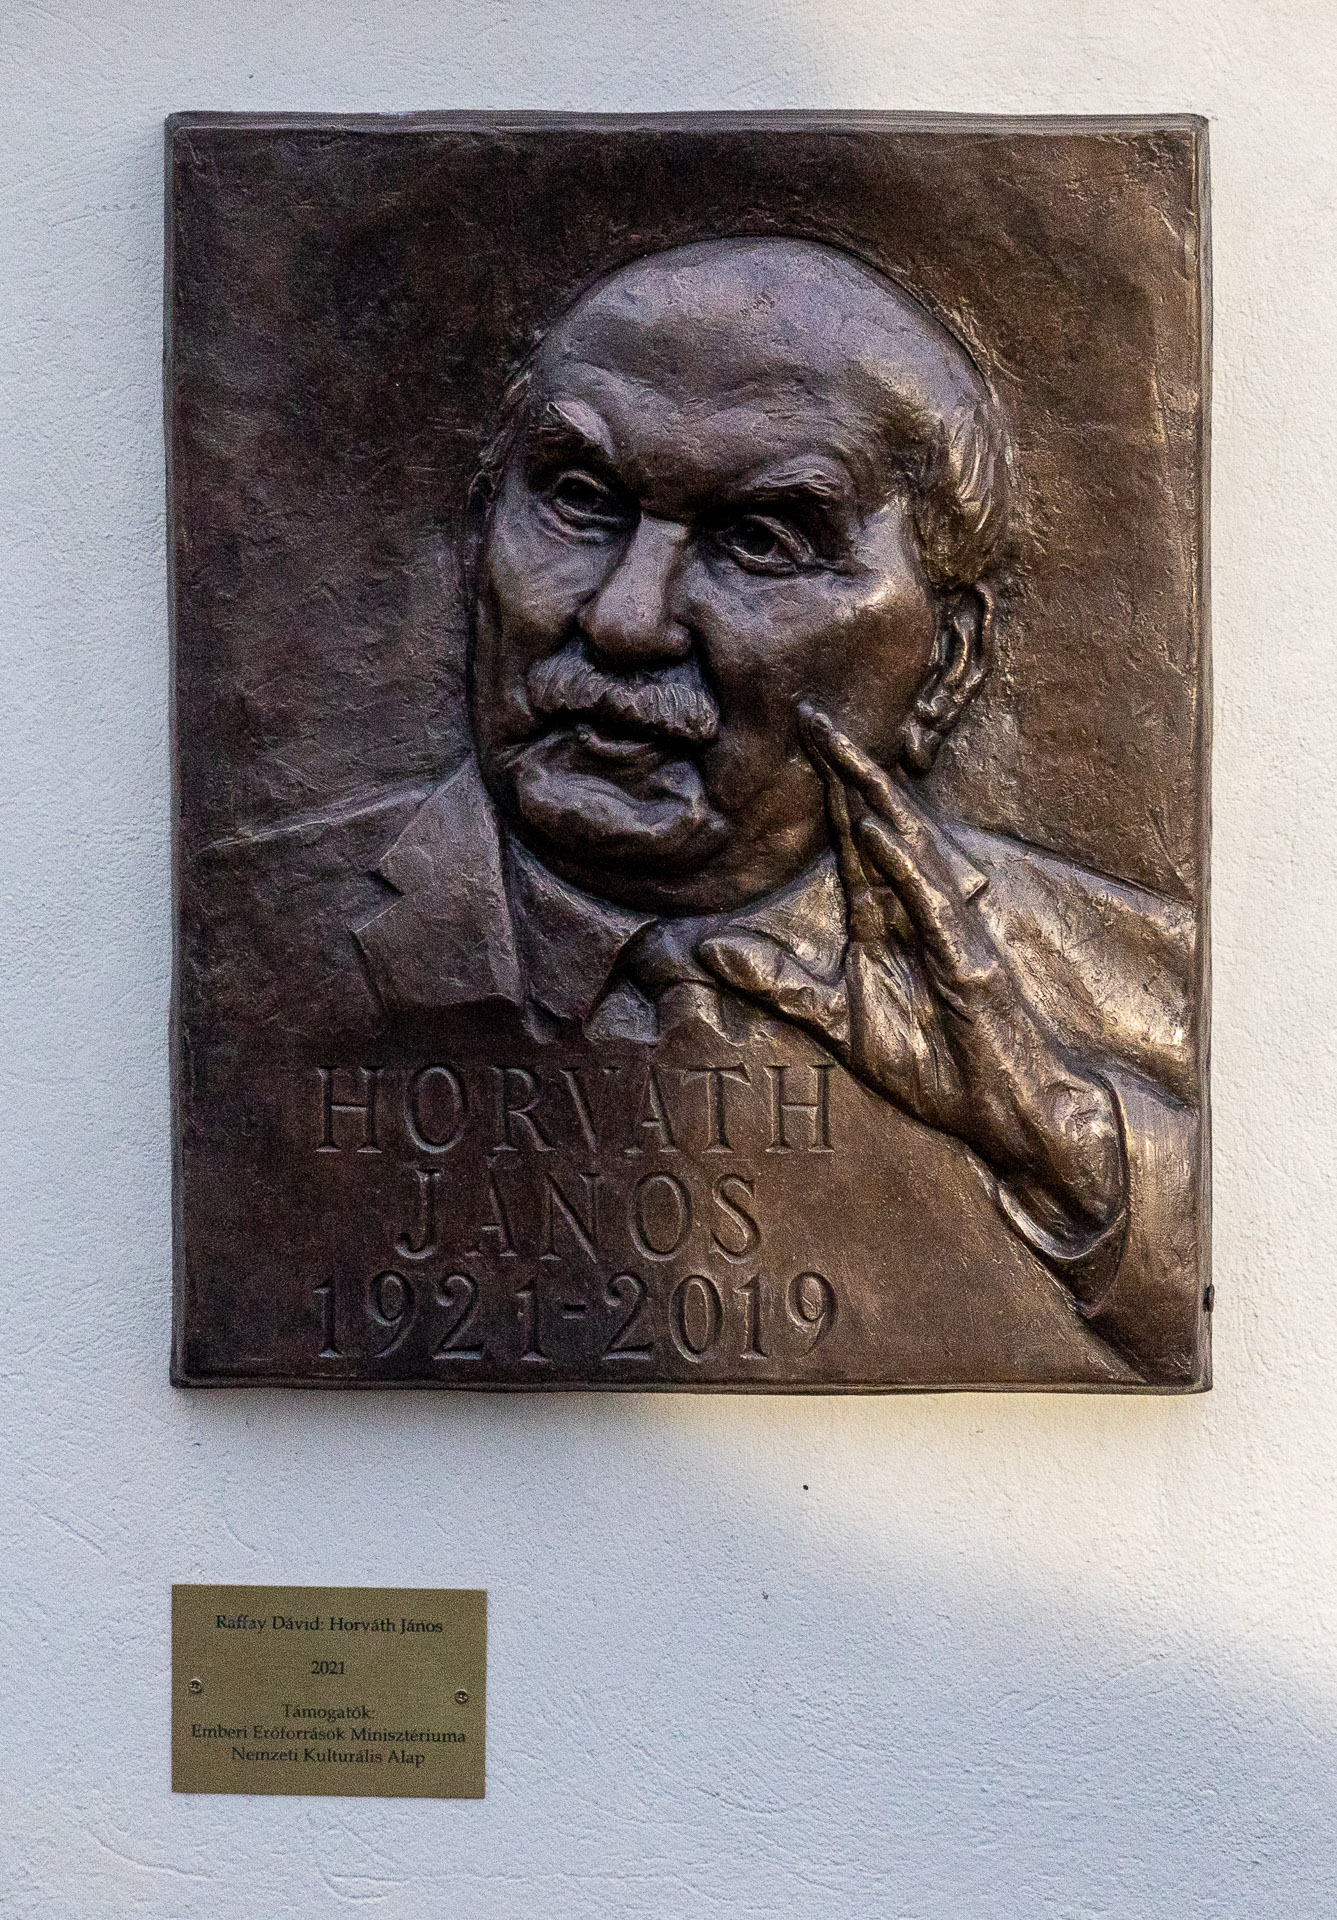 HORVÁTH
JÁNOS
1921-2019
Raffay Dávid: Horváth János
2021
Támogatók:
Emberi Erőforrások Minisztériuma
Nemzeti Kulturális Alap